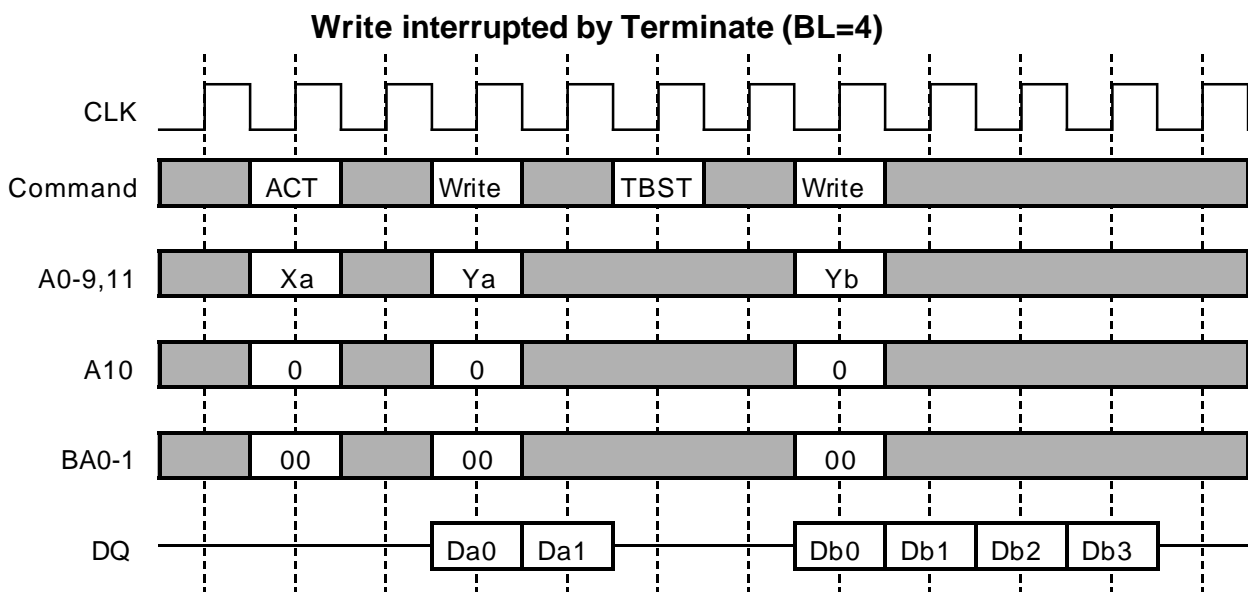 Write interrupted by Terminate (BL=4)
CLK
Command ACT Write TBST Write
A0-9,11 Xa Ya Yb
A10 0 0 0
BA0-1 00 00 00
DQ Da0 Da1 Db0 Db1 Db2 Db3